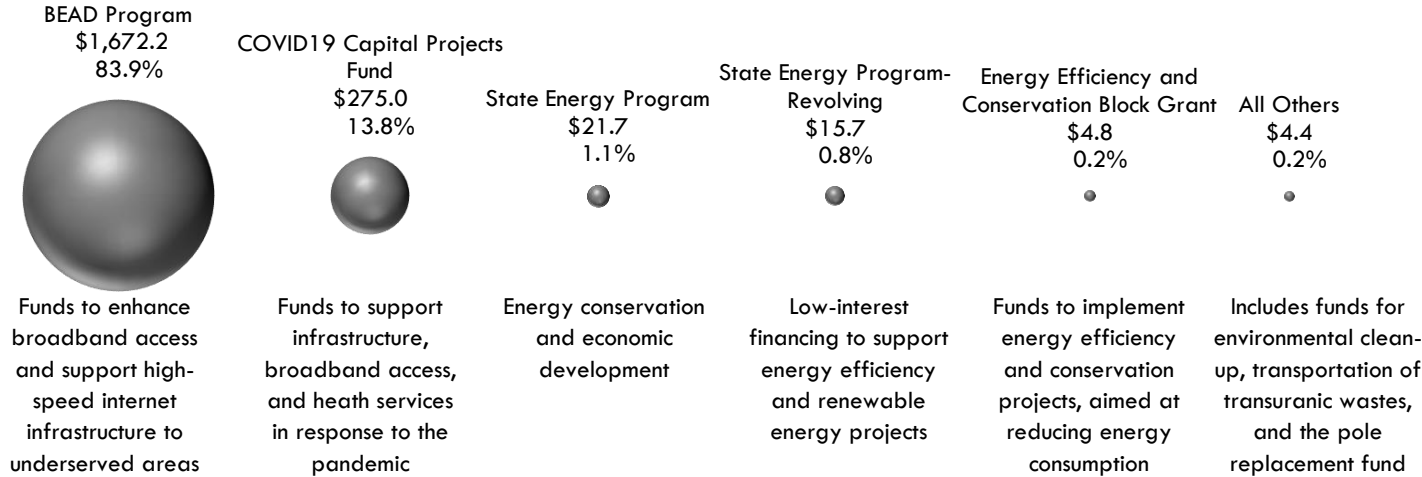 BEAD Program
$1,672.2
83.9%
COVID19 Capital Projects
Fund
$275.0
13.8%
State Energy Program
$21.7
1.1%
State Energy Program-
Revolving
$15.7
0.8%
Energy Efficiency and
Conservation Block Grant
$4.8
0.2%
All Others
$4.4
0.2%
Funds to enhance
broadband access
and support high-
speed internet
infrastructure to
underserved areas
Funds to support
infrastructure,
broadband access,
and heath services
in response to the
pandemic
Energy conservation
and economic
development
Low-interest
financing to support
energy efficiency
and renewable
energy projects
Funds to implement
energy efficiency
and conservation
projects, aimed at
reducing energy
consumption
Includes funds for
environmental clean-
up, transportation of
transuranic wastes,
and the pole
replacement fund